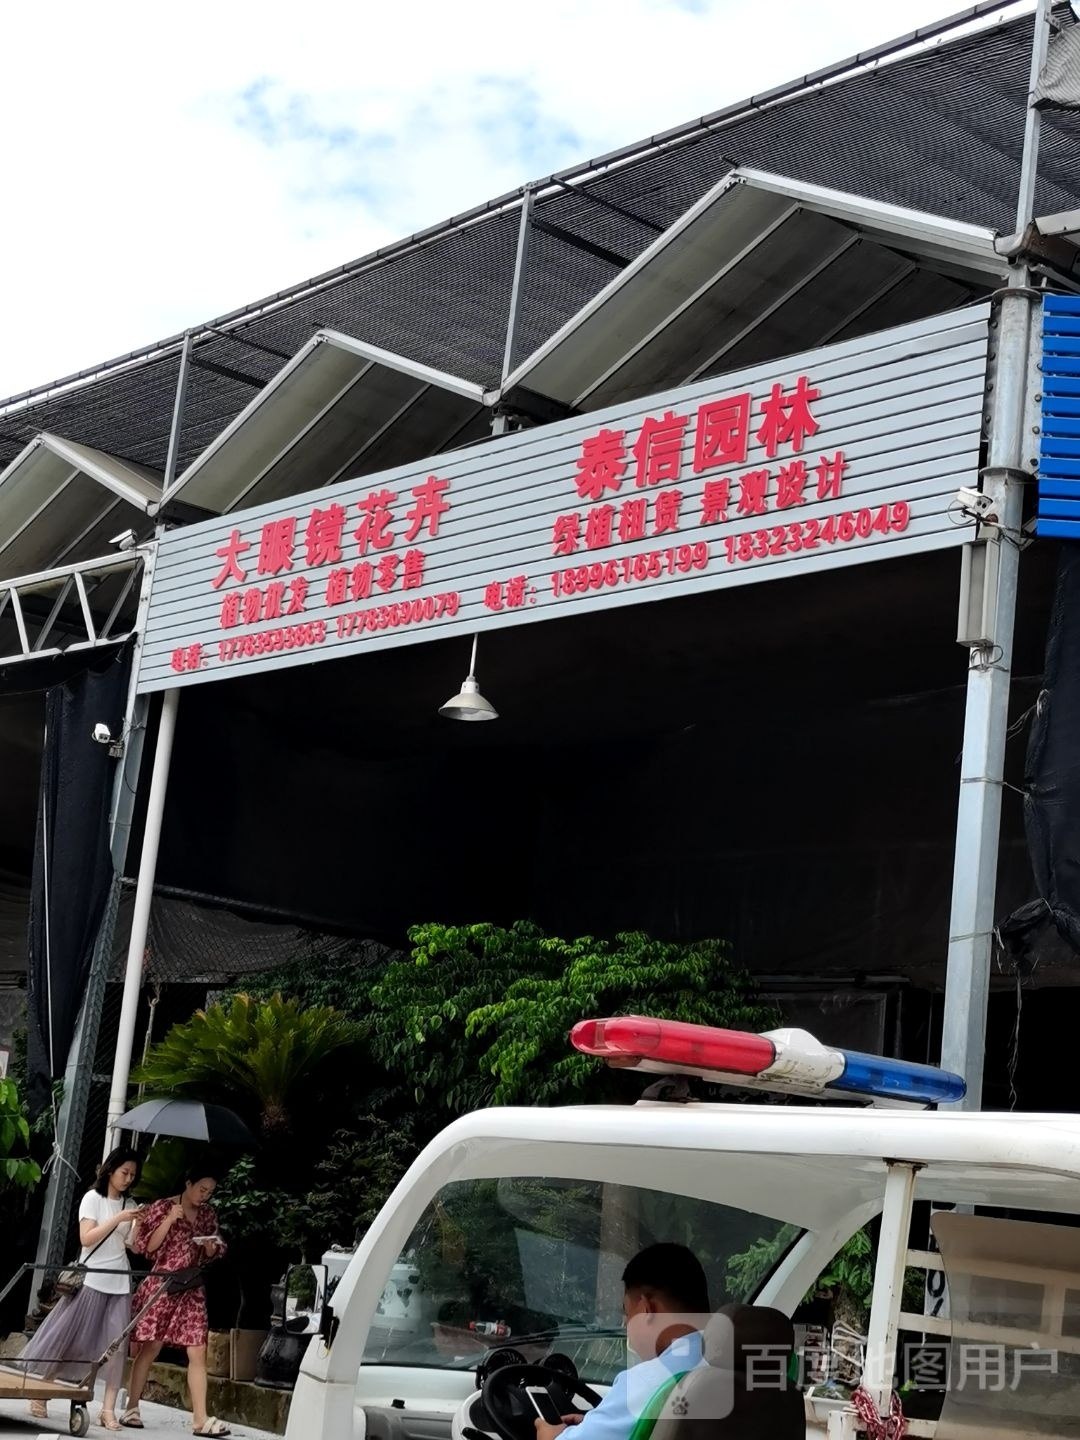 大眼镜花卉
植物批发 植物零售
电话：17783593863 17783690079
泰信园林
绿植租赁 景观设计
电话：18996165199 18323246049
百度地图用户